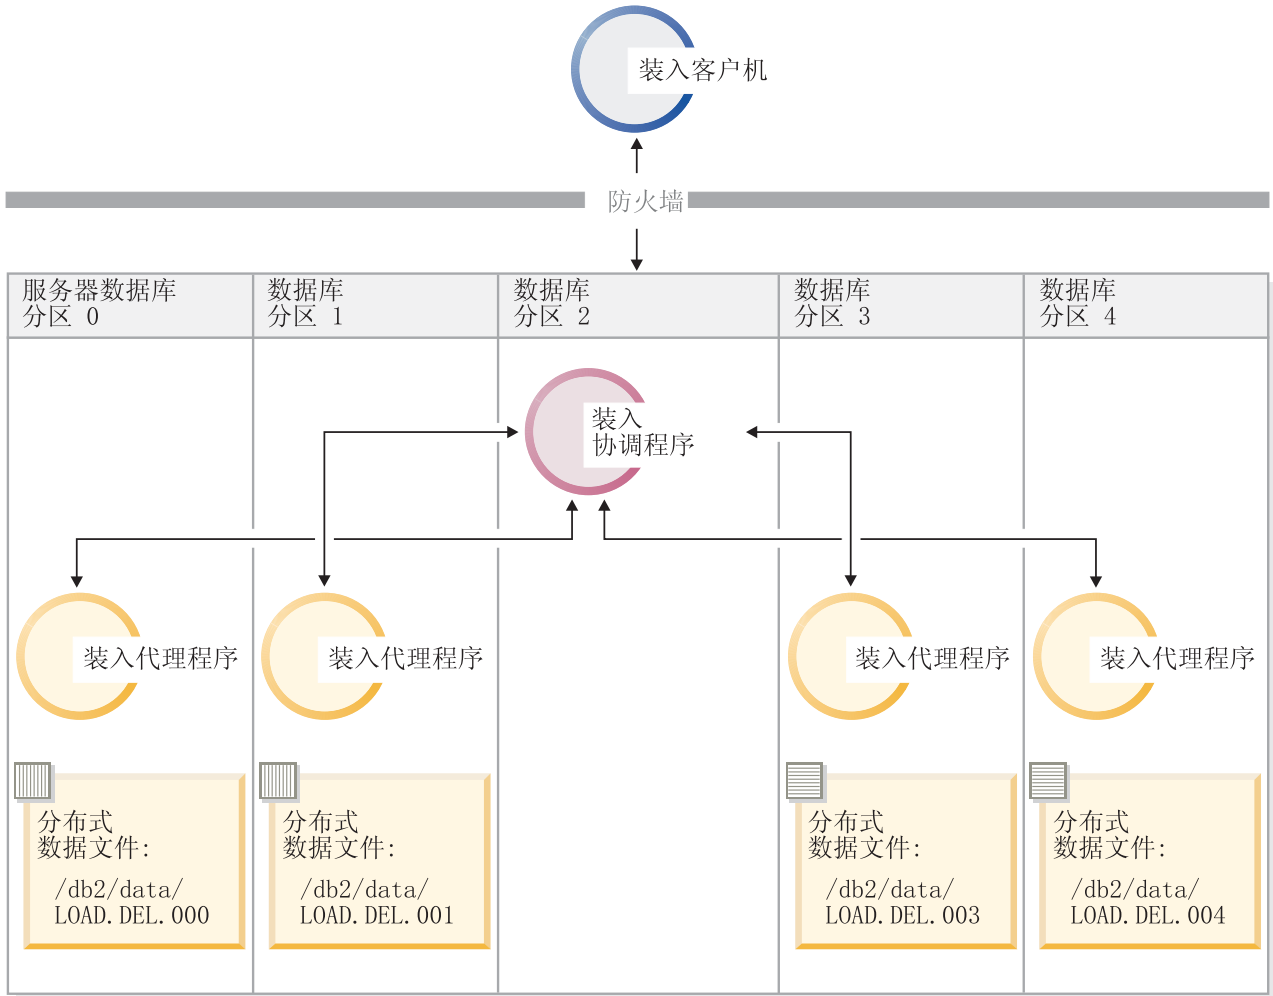 装入客户机
防火墙
服务器数据库
分区 0
数据库
分区 1
数据库
分区 2
数据库
分区 3
数据库
分区 4
装入
协调程序
装入代理程序
装入代理程序
装入代理程序
装入代理程序
分布式
数据文件:
/db2/data/
LOAD.DEL.000
分布式
数据文件:
/db2/data/
LOAD.DEL.001
分布式
数据文件:
/db2/data/
LOAD.DEL.003
分布式
数据文件:
/db2/data/
LOAD.DEL.004